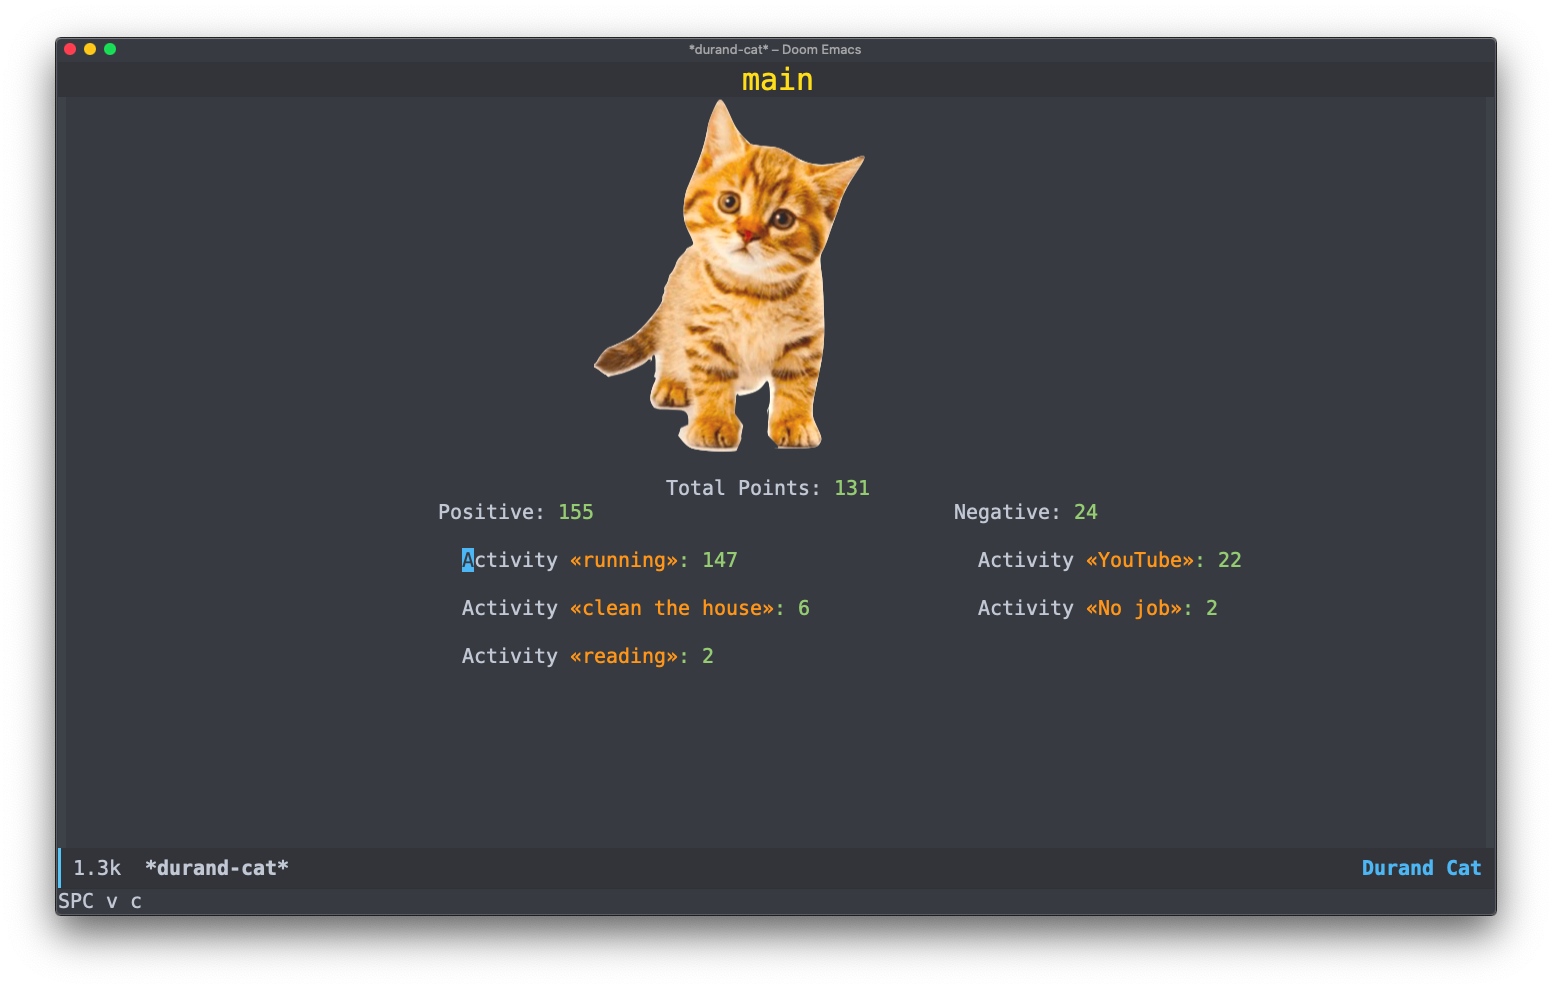 *durand-cat* – Doom Emacs
main
Total Points: 131
Positive: 155 Negative: 24
Activity «running»: 147 Activity «YouTube»: 22
Activity «clean the house»: 6 Activity «No job»: 2
Activity «reading»: 2
1.3k *durand-cat* Durand Cat
SPC v c